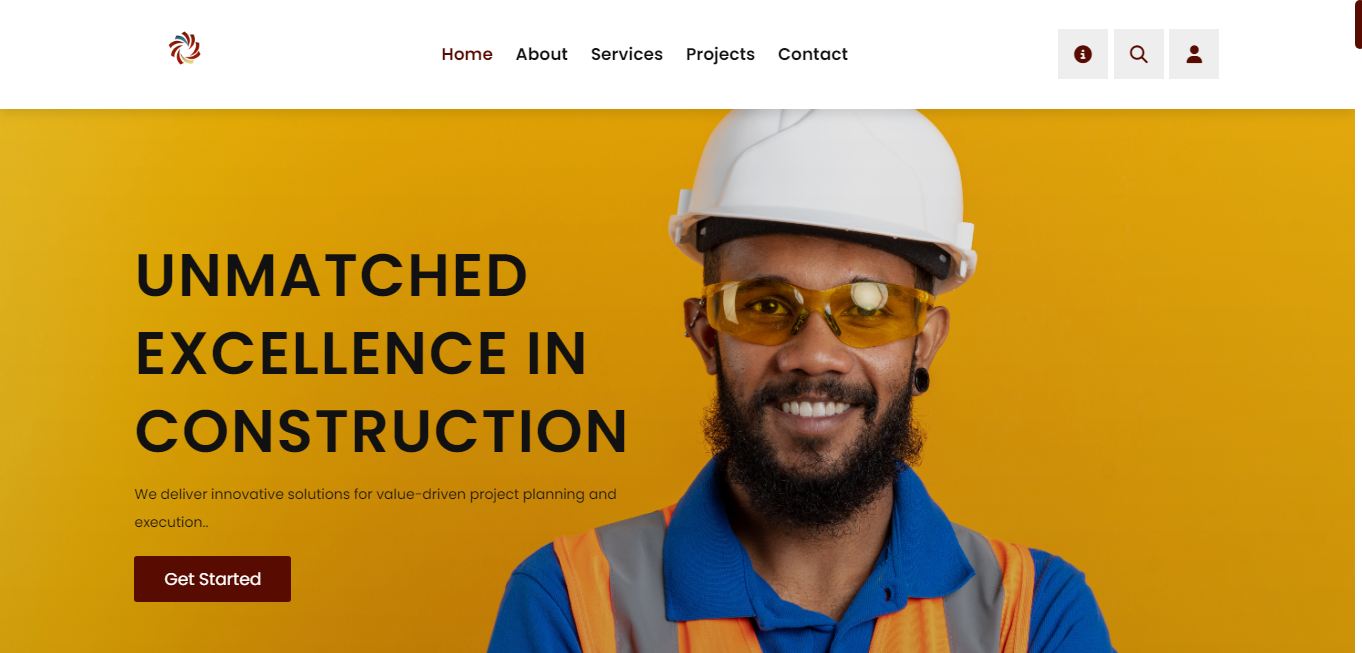 Home About Services Projects Contact
UNMATCHED
EXCELLENCE IN
CONSTRUCTION
We deliver innovative solutions for value-driven project planning and
execution..
Get Started